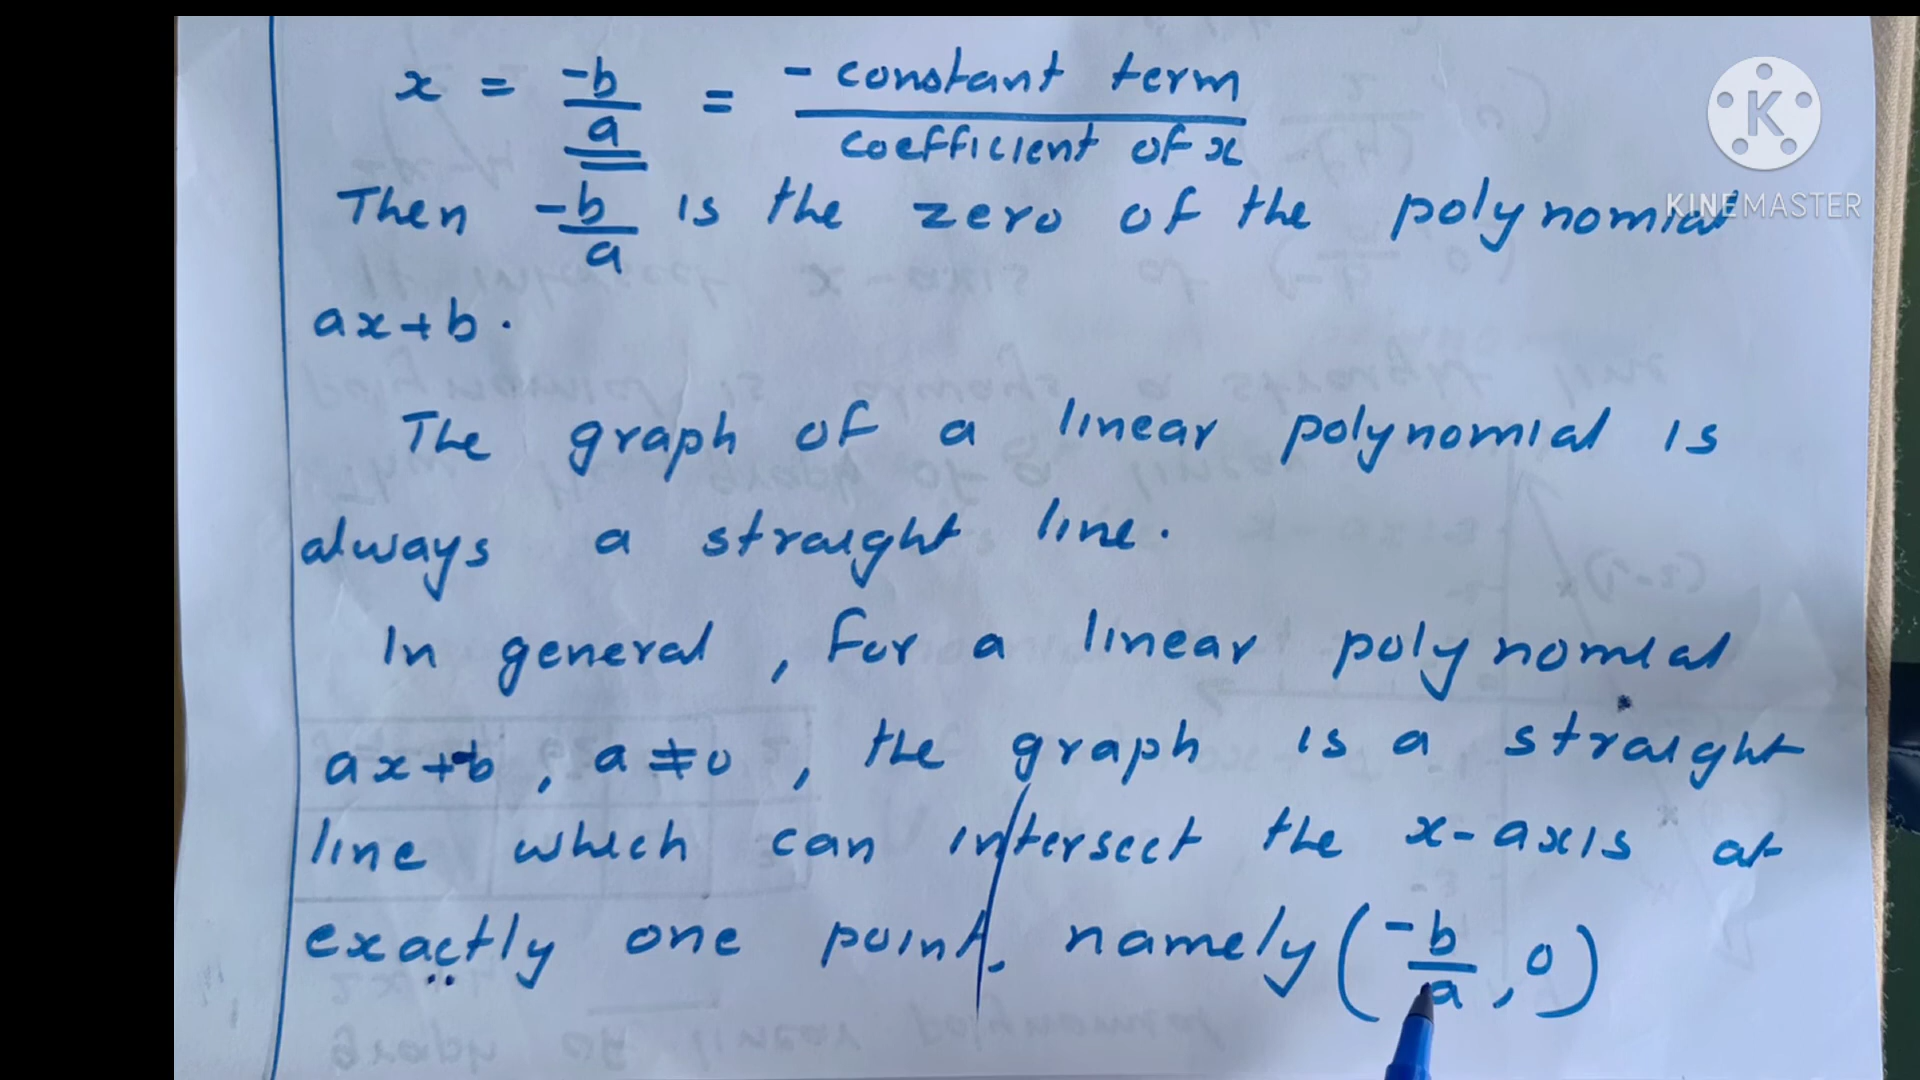 x = -b/a = - constant term / coefficient of x
Then -b/a is the zero of the polynomial
ax+b.
The graph of a linear polynomial is
always a straight line.
In general, for a linear polynomial
ax+b, a≠0, the graph is a straight
line which can intersect the x-axis at
exactly one point, namely (-b/a, 0)
K
KINEMASTER